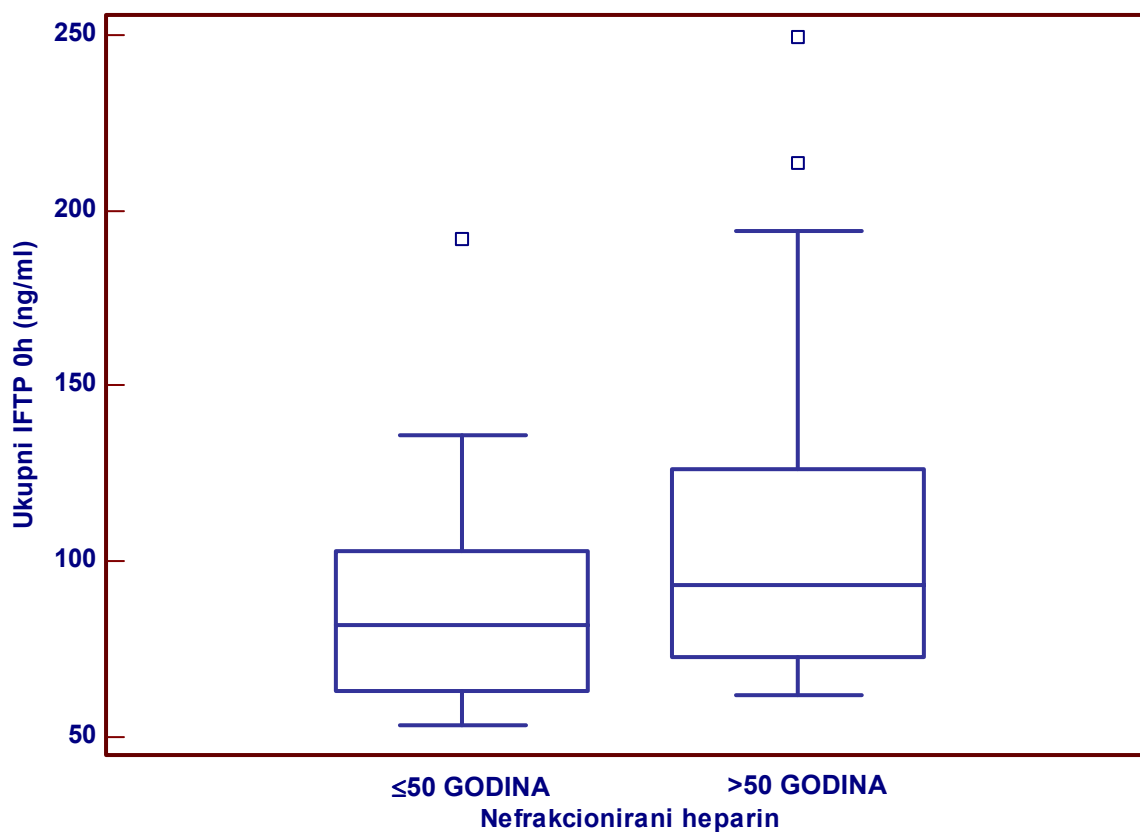 Ukupni IFTP 0h (ng/ml)
250
200
150
100
50
≤50 GODINA
>50 GODINA
Nefrakcionirani heparin